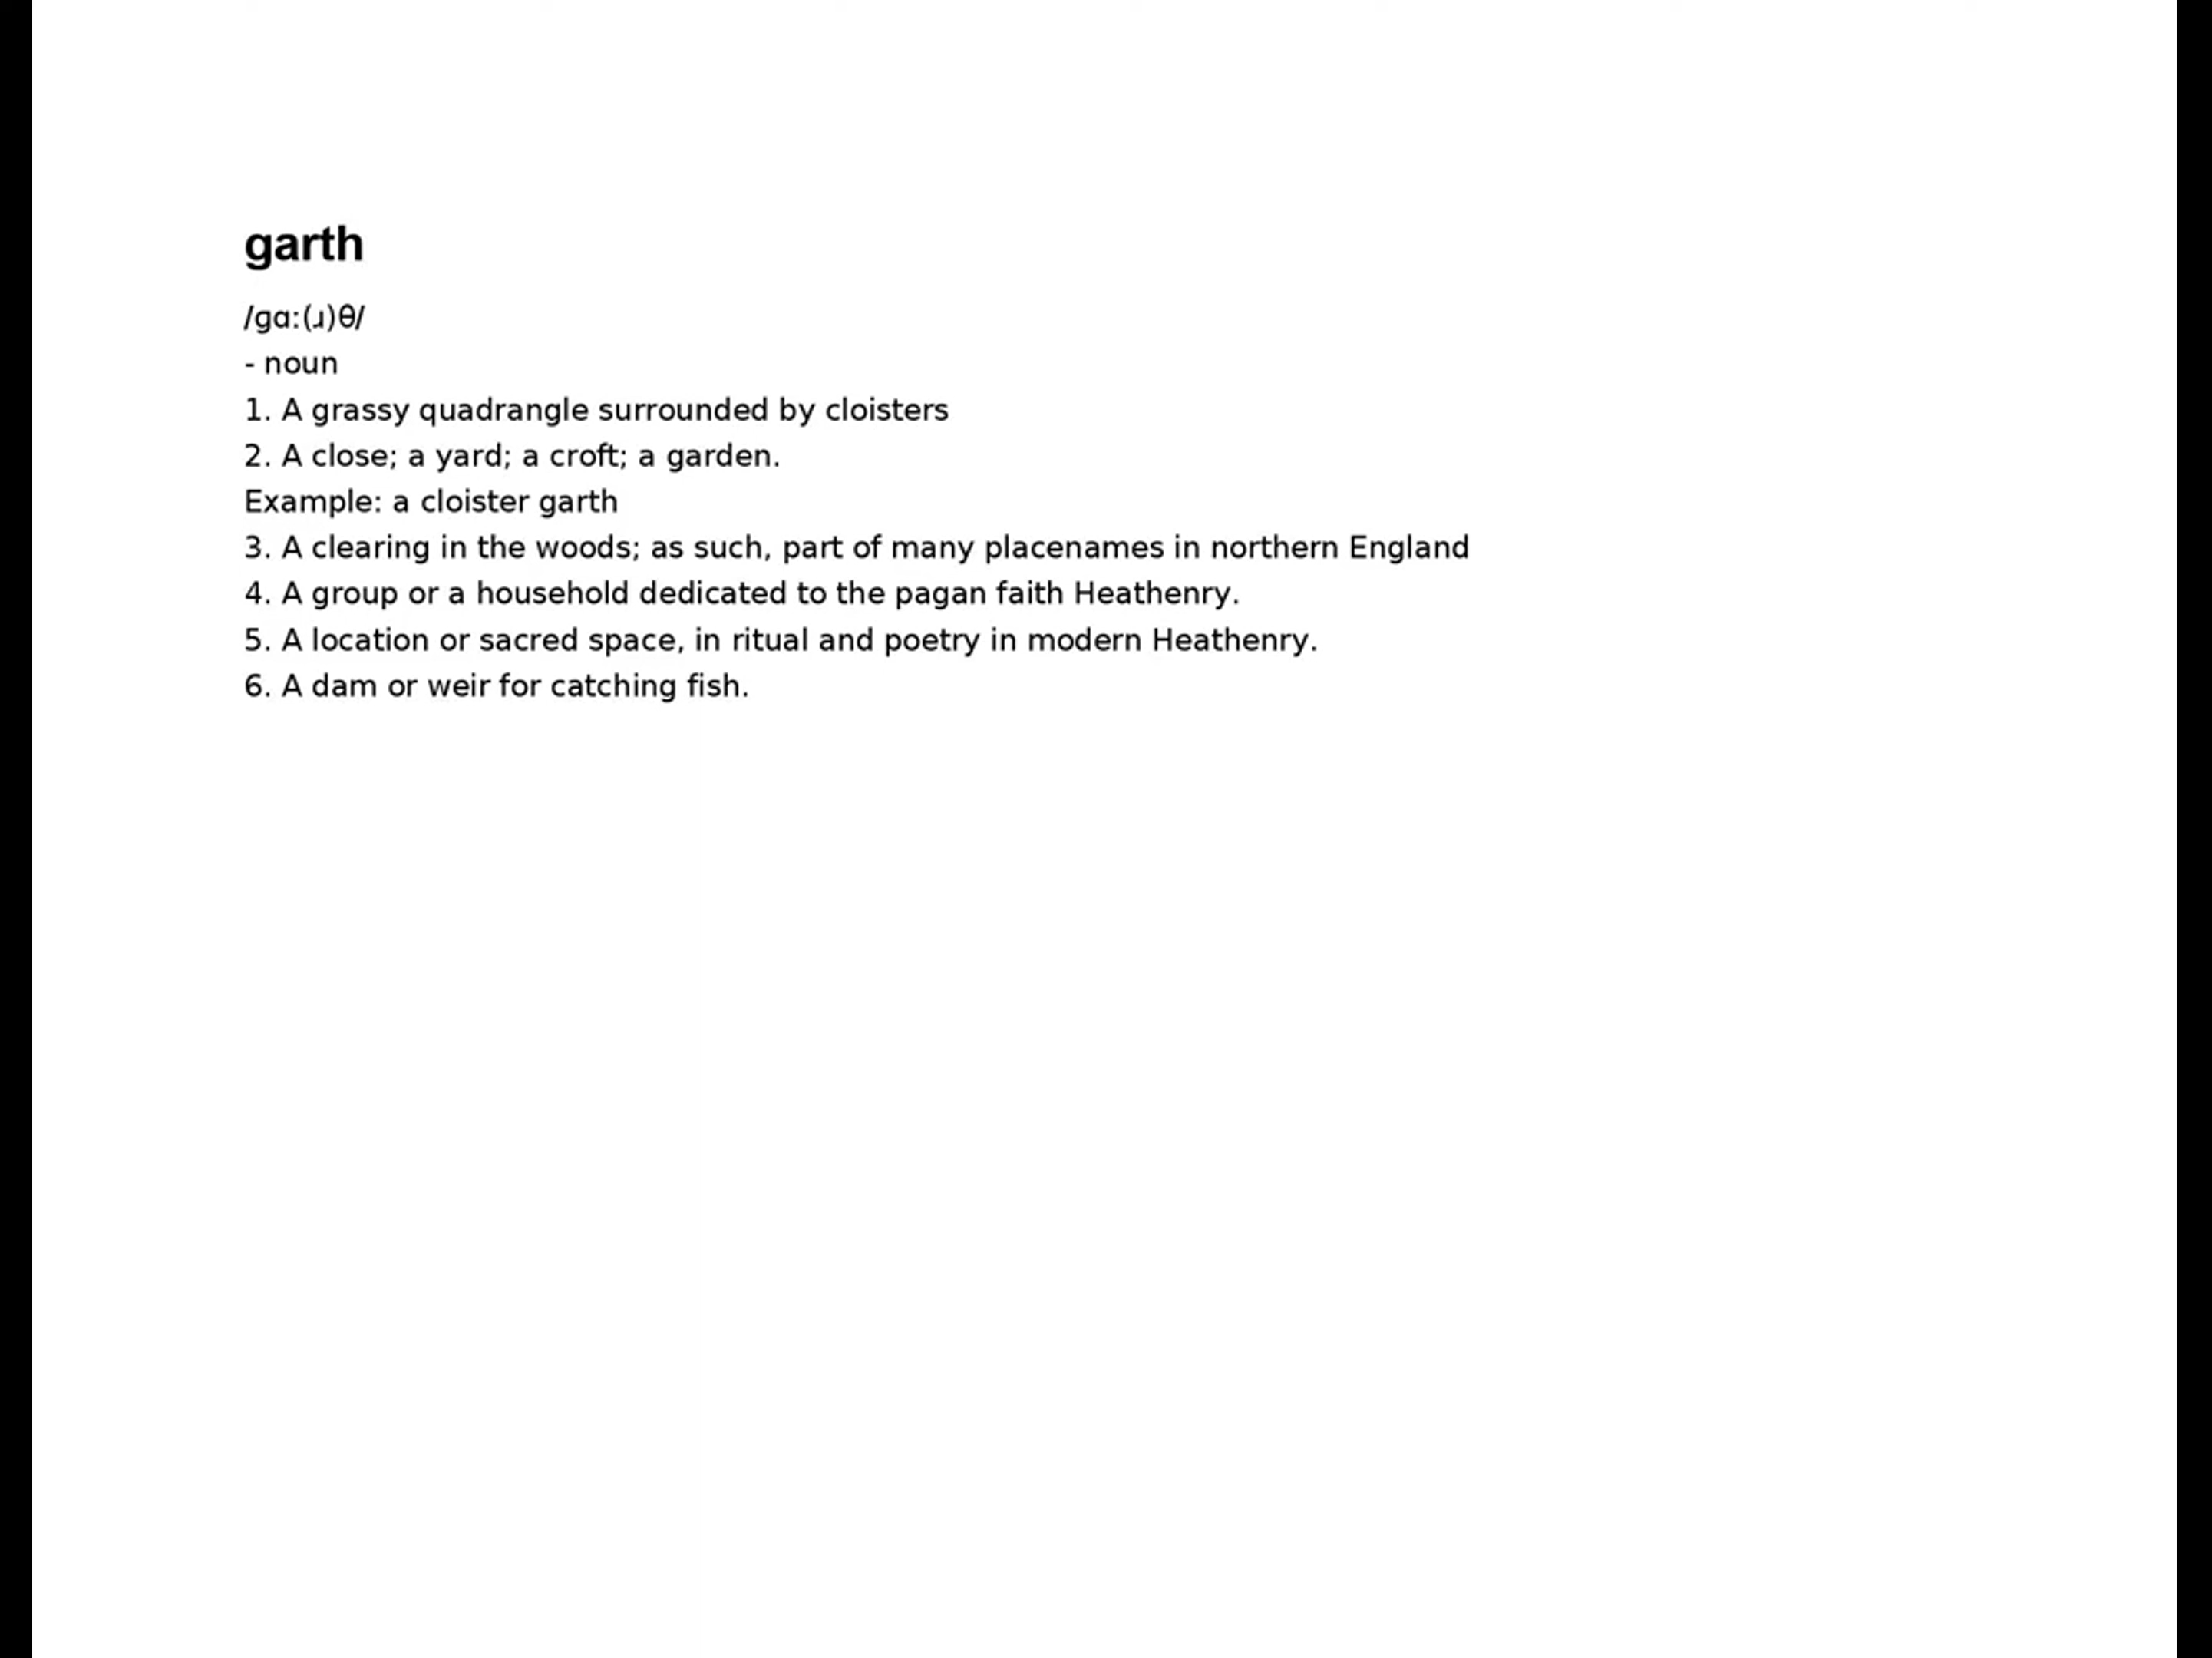 garth
/ɡɑː(ɹ)θ/
- noun
1. A grassy quadrangle surrounded by cloisters
2. A close; a yard; a croft; a garden.
Example: a cloister garth
3. A clearing in the woods; as such, part of many placenames in northern England
4. A group or a household dedicated to the pagan faith Heathenry.
5. A location or sacred space, in ritual and poetry in modern Heathenry.
6. A dam or weir for catching fish.